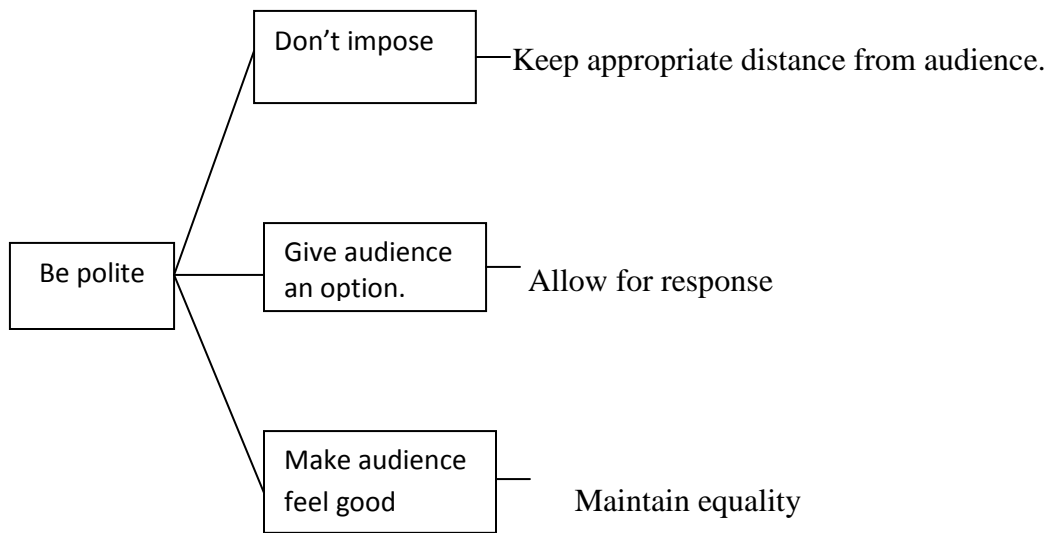 Don’t impose
Keep appropriate distance from audience.
Be polite
Give audience
an option.
Allow for response
Make audience
feel good
Maintain equality